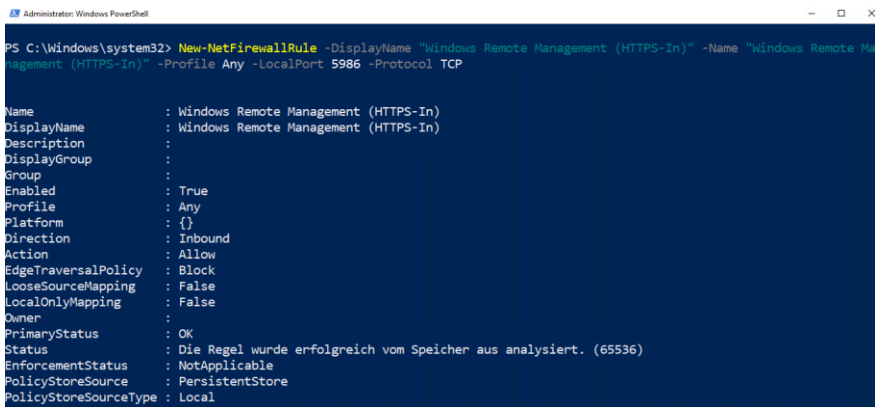 Administrator: Windows PowerShell
PS C:\Windows\system32> New-NetFirewallRule -DisplayName "Windows Remote Management (HTTPS-In)" -Name "Windows Remote Ma
nagement (HTTPS-In)" -Profile Any -LocalPort 5986 -Protocol TCP
Name : Windows Remote Management (HTTPS-In)
DisplayName : Windows Remote Management (HTTPS-In)
Description :
DisplayGroup :
Group :
Enabled : True
Profile : Any
Platform : {}
Direction : Inbound
Action : Allow
EdgeTraversalPolicy : Block
LooseSourceMapping : False
LocalOnlyMapping : False
Owner :
PrimaryStatus : OK
Status : Die Regel wurde erfolgreich vom Speicher aus analysiert. (65536)
EnforcementStatus : NotApplicable
PolicyStoreSource : PersistentStore
PolicyStoreSourceType : Local